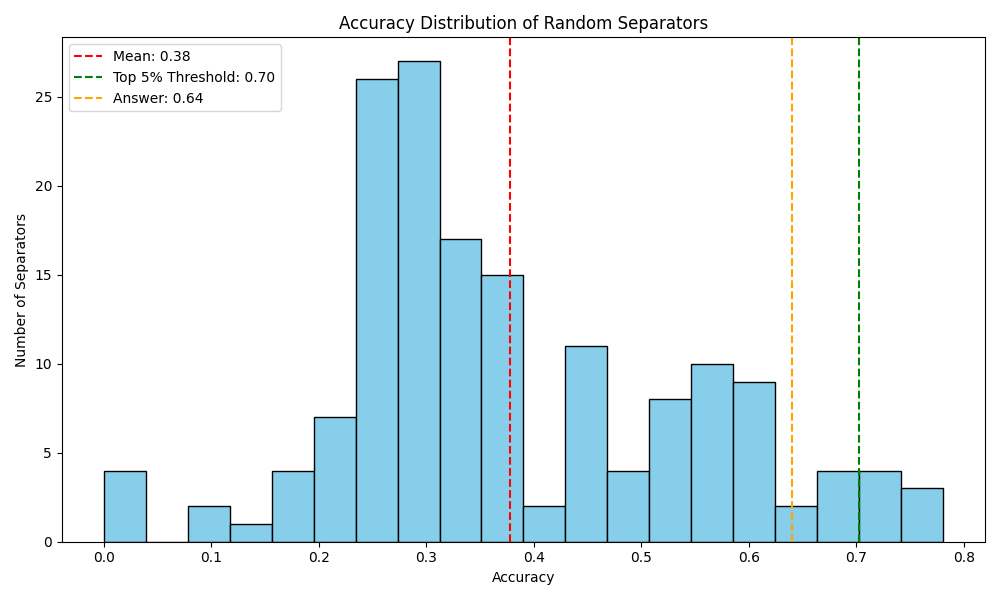 Accuracy Distribution of Random Separators
Mean: 0.38
Top 5% Threshold: 0.70
Answer: 0.64
Number of Separators
25
20
15
10
5
0
0.0 0.1 0.2 0.3 0.4 0.5 0.6 0.7 0.8
Accuracy